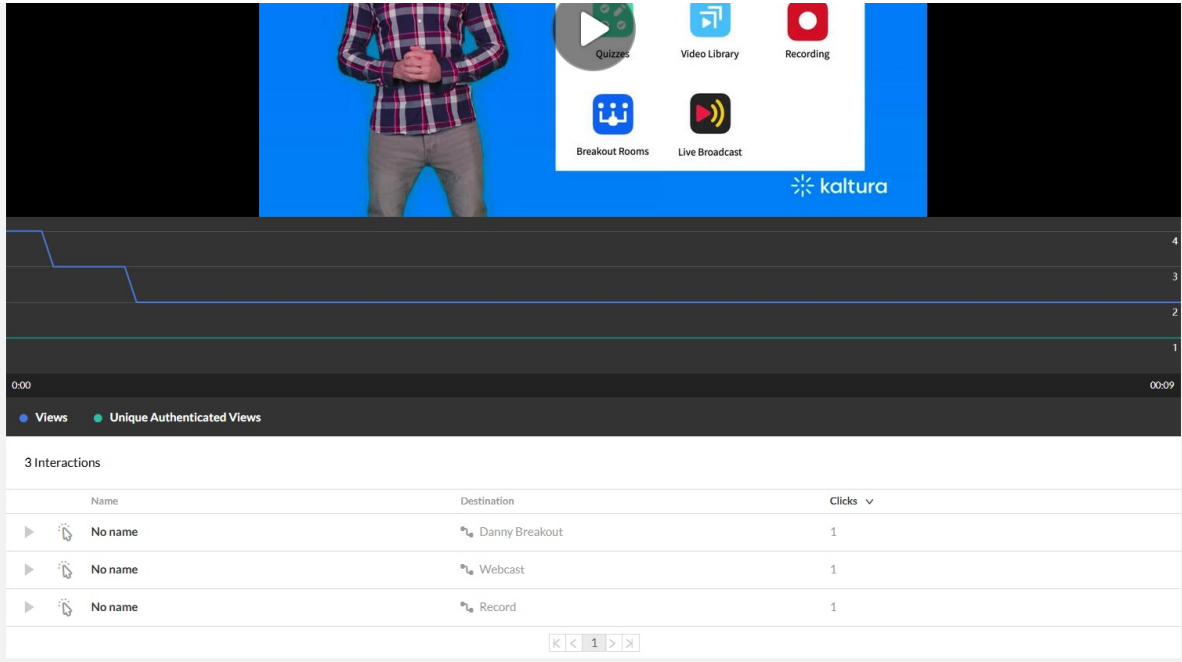 Quizzes Video Library Recording
Breakout Rooms Live Broadcast
kaltura
4
3
2
1
0:00 00:09
Views Unique Authenticated Views
3 Interactions
Name Destination Clicks
No name Danny Breakout 1
No name Webcast 1
No name Record 1
1